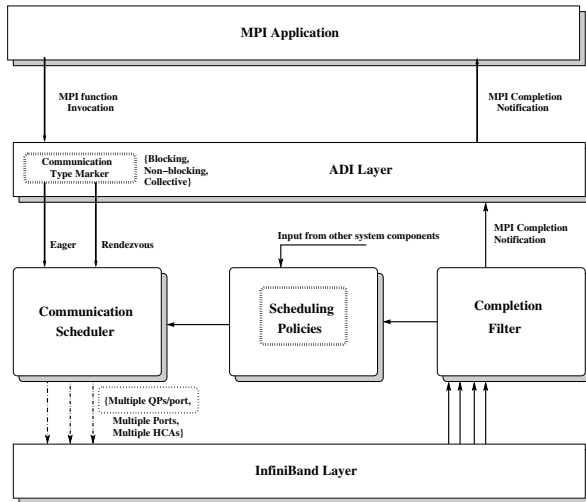 MPI Application
MPI function
Invocation
MPI Completion
Notification
Communication
Type Marker
{Blocking,
Non−blocking,
Collective}
ADI Layer
Eager
Rendezvous
Input from other system components
MPI Completion
Notification
Communication
Scheduler
Scheduling
Policies
Completion
Filter
{Multiple QPs/port,
Multiple Ports,
Multiple HCAs}
InfiniBand Layer